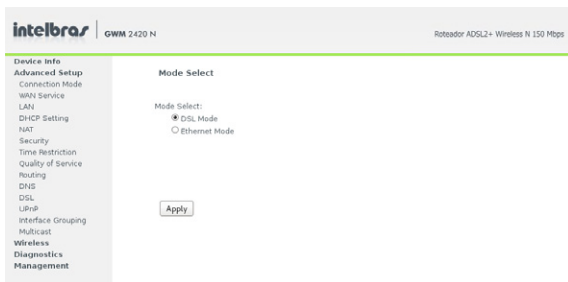 intelbras
GWM 2420 N
Roteador ADSL2+ Wireless N 150 Mbps
Device Info
Advanced Setup
Connection Mode
WAN Service
LAN
DHCP Setting
NAT
Security
Time Restriction
Quality of Service
Routing
DNS
DSL
UPnP
Interface Grouping
Multicast
Wireless
Diagnostics
Management
Mode Select
Mode Select:
DSL Mode
Ethernet Mode
Apply